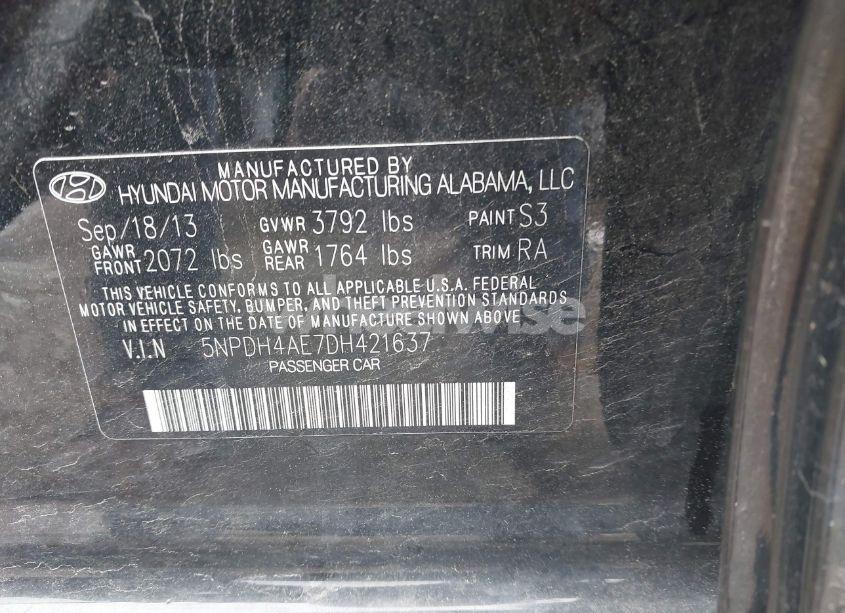 MANUFACTURED BY
HYUNDAI MOTOR MANUFACTURING ALABAMA, LLC
Sep/18/13 GVWR 3792 lbs PAINT S3
GAWR FRONT 2072 lbs GAWR REAR 1764 lbs TRIM RA
THIS VEHICLE CONFORMS TO ALL APPLICABLE U.S.A. FEDERAL
MOTOR VEHICLE SAFETY, BUMPER, AND THEFT PREVENTION STANDARDS
IN EFFECT ON THE DATE OF MANUFACTURE SHOWN ABOVE
V.I.N 5NPDH4AE7DH421637
PASSENGER CAR